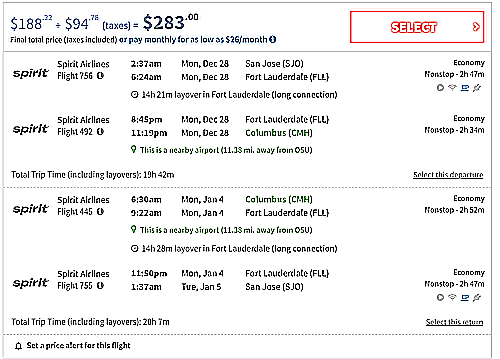 $188.22 + $94.78 (taxes) = $283.00
SELECT
Final total price (taxes included) or pay monthly for as low as $26/month
spirit Spirit Airlines 2:37am Mon, Dec 28 San Jose (SJO) Economy
Flight 756 6:24am Mon, Dec 28 Fort Lauderdale (FLL) Nonstop - 2h 47m
14h 21m layover in Fort Lauderdale (long connection)
spirit Spirit Airlines 8:45pm Mon, Dec 28 Fort Lauderdale (FLL) Economy
Flight 492 11:19pm Mon, Dec 28 Columbus (CMH) Nonstop - 2h 34m
This is a nearby airport (11.38 mi. away from OSU)
Total Trip Time (including layovers): 19h 42m Select this departure
spirit Spirit Airlines 6:30am Mon, Jan 4 Columbus (CMH) Economy
Flight 445 9:22am Mon, Jan 4 Fort Lauderdale (FLL) Nonstop - 2h 52m
This is a nearby airport (11.38 mi. away from OSU)
14h 28m layover in Fort Lauderdale (long connection)
spirit Spirit Airlines 11:50pm Mon, Jan 4 Fort Lauderdale (FLL) Economy
Flight 755 1:37am Tue, Jan 5 San Jose (SJO) Nonstop - 2h 47m
Total Trip Time (including layovers): 20h 7m Select this return
Set a price alert for this flight